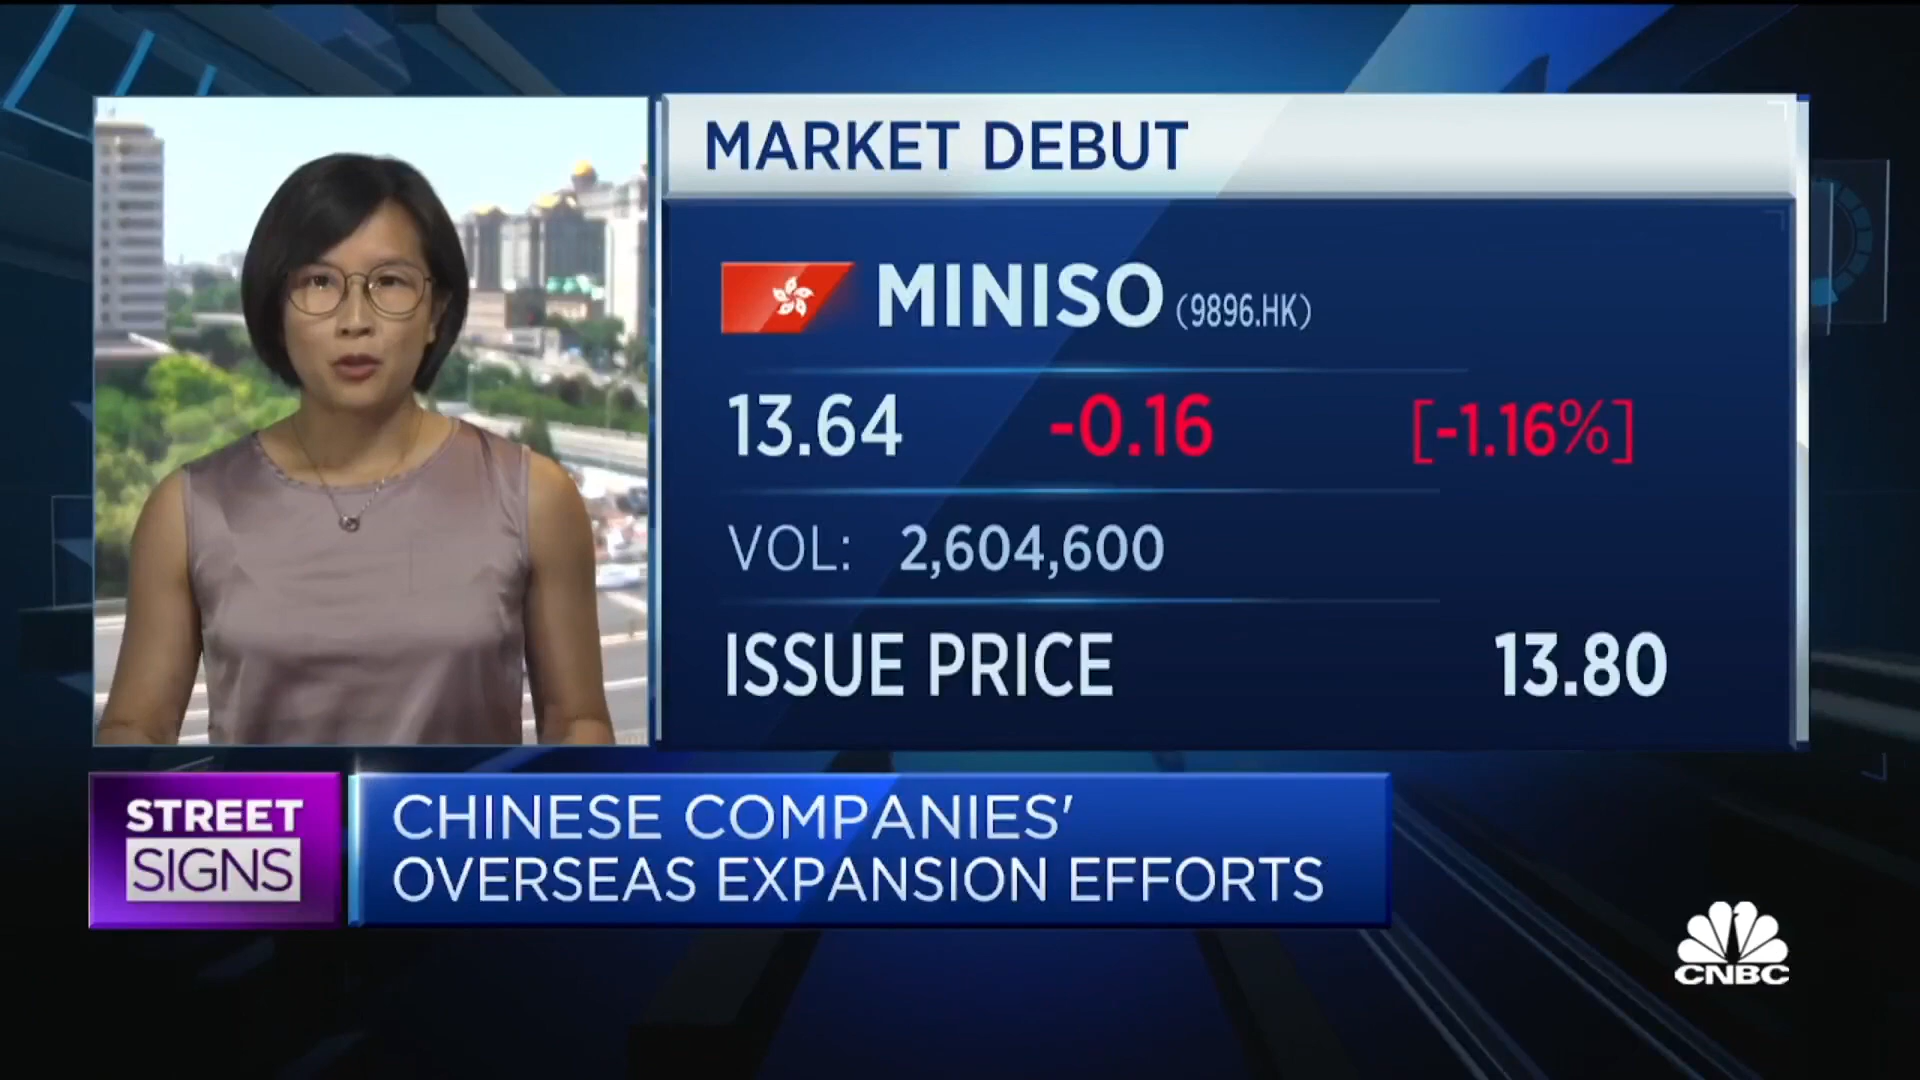 MARKET DEBUT
MINISO (9896.HK)
13.64 -0.16 [-1.16%]
VOL: 2,604,600
ISSUE PRICE 13.80
STREET
SIGNS
CHINESE COMPANIES'
OVERSEAS EXPANSION EFFORTS
CNBC